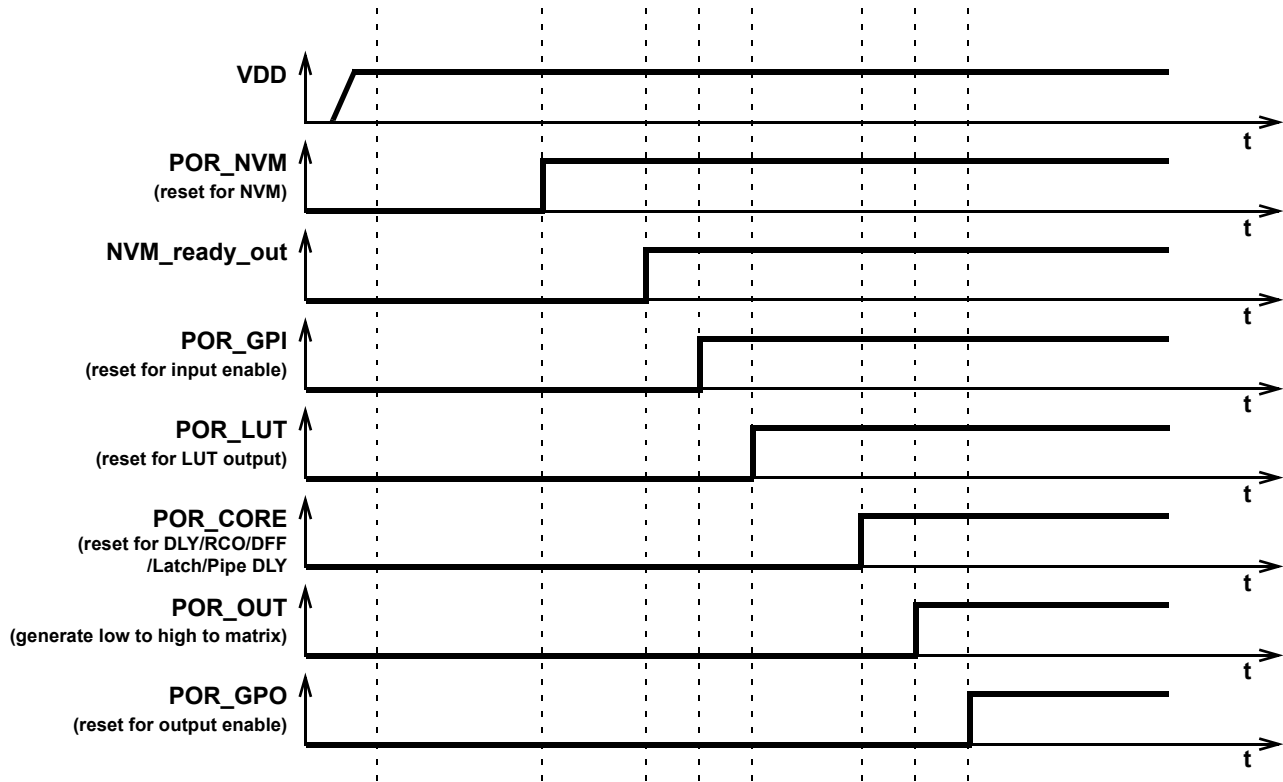 VDD
t
POR_NVM
(reset for NVM)
t
NVM_ready_out
t
POR_GPI
(reset for input enable)
t
POR_LUT
(reset for LUT output)
t
POR_CORE
(reset for DLY/RCO/DFF
/Latch/Pipe DLY
t
POR_OUT
(generate low to high to matrix)
t
POR_GPO
(reset for output enable)
t